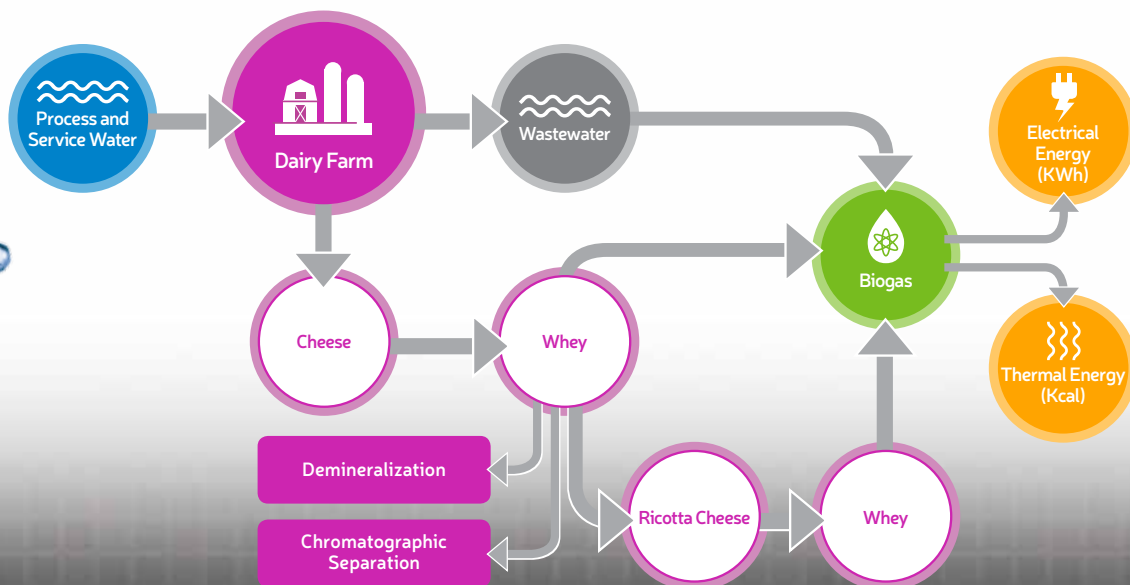 Process and
Service Water
Dairy Farm
Wastewater
Electrical
Energy
(KWh)
Biogas
Cheese
Whey
Thermal Energy
(Kcal)
Demineralization
Ricotta Cheese
Whey
Chromatographic
Separation